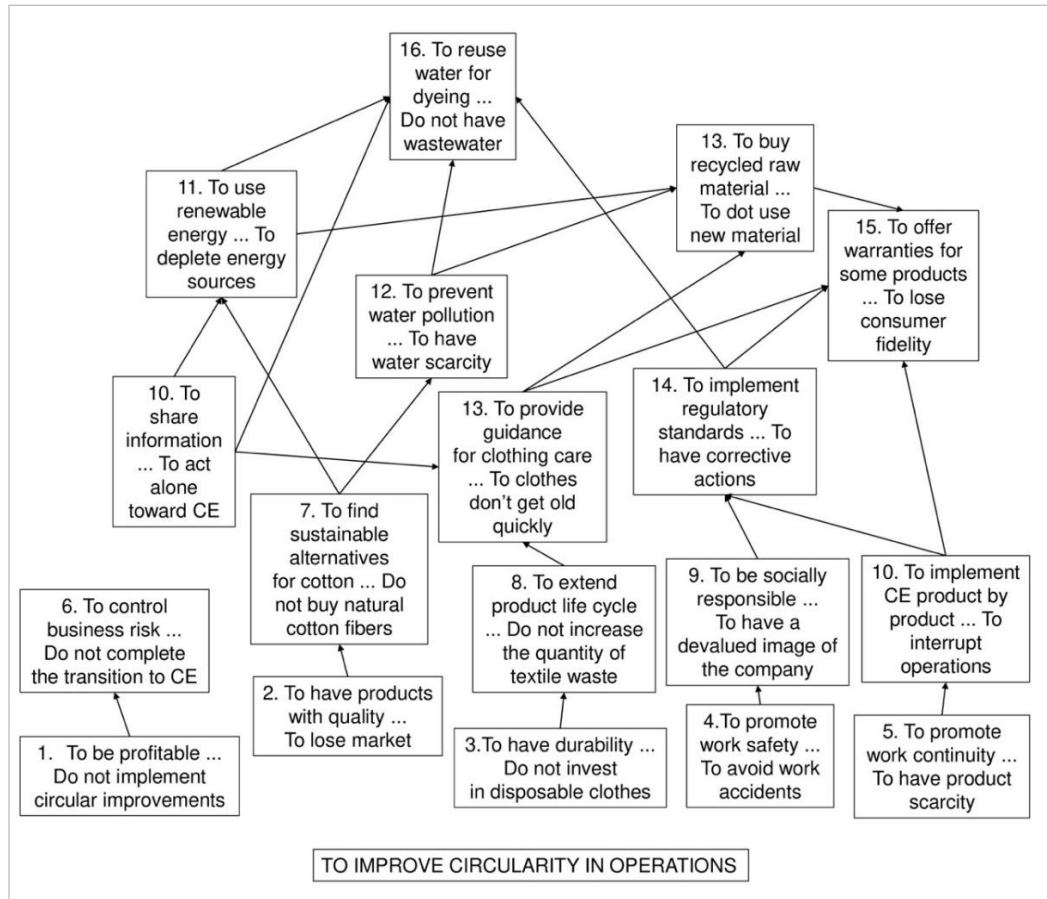 16. To reuse
water for
dyeing ...
Do not have
wastewater
13. To buy
recycled raw
material ...
To dot use
new material
11. To use
renewable
energy ... To
deplete energy
sources
15. To offer
warranties for
some products
... To lose
consumer
fidelity
12. To prevent
water pollution
... To have
water scarcity
10. To
share
information
... To act
alone
toward CE
13. To provide
guidance
for clothing care
... To clothes
don't get old
quickly
14. To implement
regulatory
standards ... To
have corrective
actions
7. To find
sustainable
alternatives
for cotton ... Do
not buy natural
cotton fibers
8. To extend
product life cycle
... Do not increase
the quantity of
textile waste
9. To be socially
responsible ...
To have a
devalued image of
the company
10. To implement
CE product by
product ... To
interrupt
operations
6. To control
business risk ...
Do not complete
the transition to CE
2. To have products
with quality ...
To lose market
1. To be profitable ...
Do not implement
circular improvements
3.To have durability ...
Do not invest
in disposable clothes
4.To promote
work safety ...
To avoid work
accidents
5. To promote
work continuity ...
To have product
scarcity
TO IMPROVE CIRCULARITY IN OPERATIONS